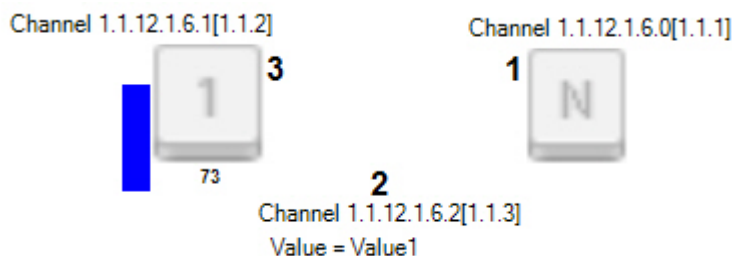 Channel 1.1.12.1.6.1[1.1.2]
Channel 1.1.12.1.6.0[1.1.1]
1
3
1
N
73
2
Channel 1.1.12.1.6.2[1.1.3]
Value = Value1